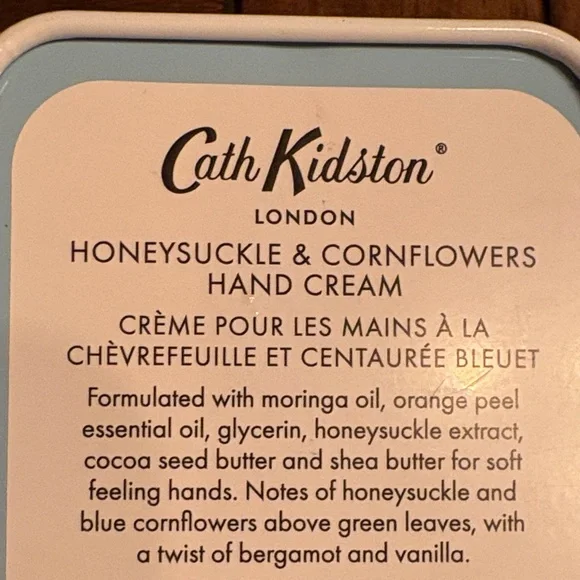 Cath Kidston®
LONDON
HONEYSUCKLE & CORNFLOWERS
HAND CREAM
CRÈME POUR LES MAINS À LA
CHÈVREFEUILLE ET CENTAURÉE BLEUET
Formulated with moringa oil, orange peel
essential oil, glycerin, honeysuckle extract,
cocoa seed butter and shea butter for soft
feeling hands. Notes of honeysuckle and
blue cornflowers above green leaves, with
a twist of bergamot and vanilla.